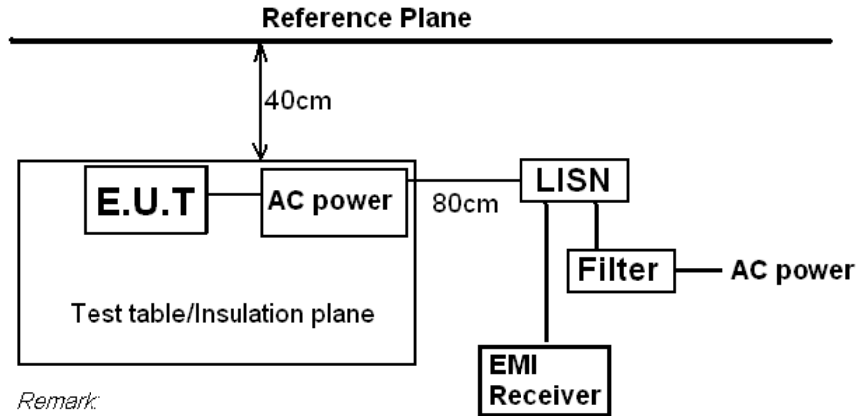 Reference Plane
40cm
E.U.T
AC power
80cm
LISN
Filter
AC power
Test table/Insulation plane
EMI
Receiver
Remark: